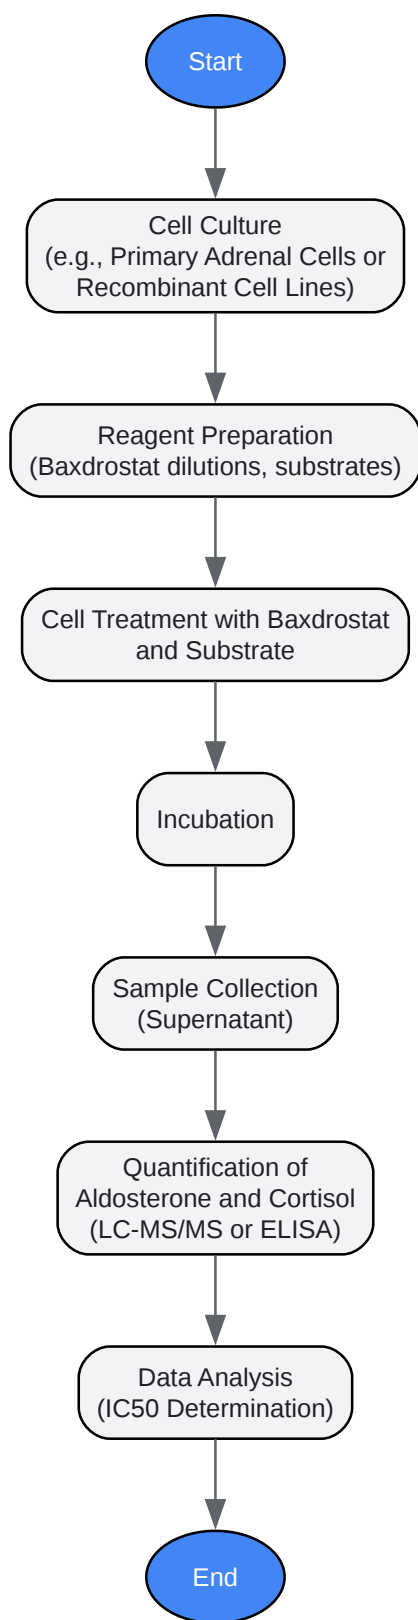 Start
Cell Culture
(e.g., Primary Adrenal Cells or
Recombinant Cell Lines)
Reagent Preparation
(Baxdrostat dilutions, substrates)
Cell Treatment with Baxdrostat
and Substrate
Incubation
Sample Collection
(Supernatant)
Quantification of
Aldosterone and Cortisol
(LC-MS/MS or ELISA)
Data Analysis
(IC50 Determination)
End